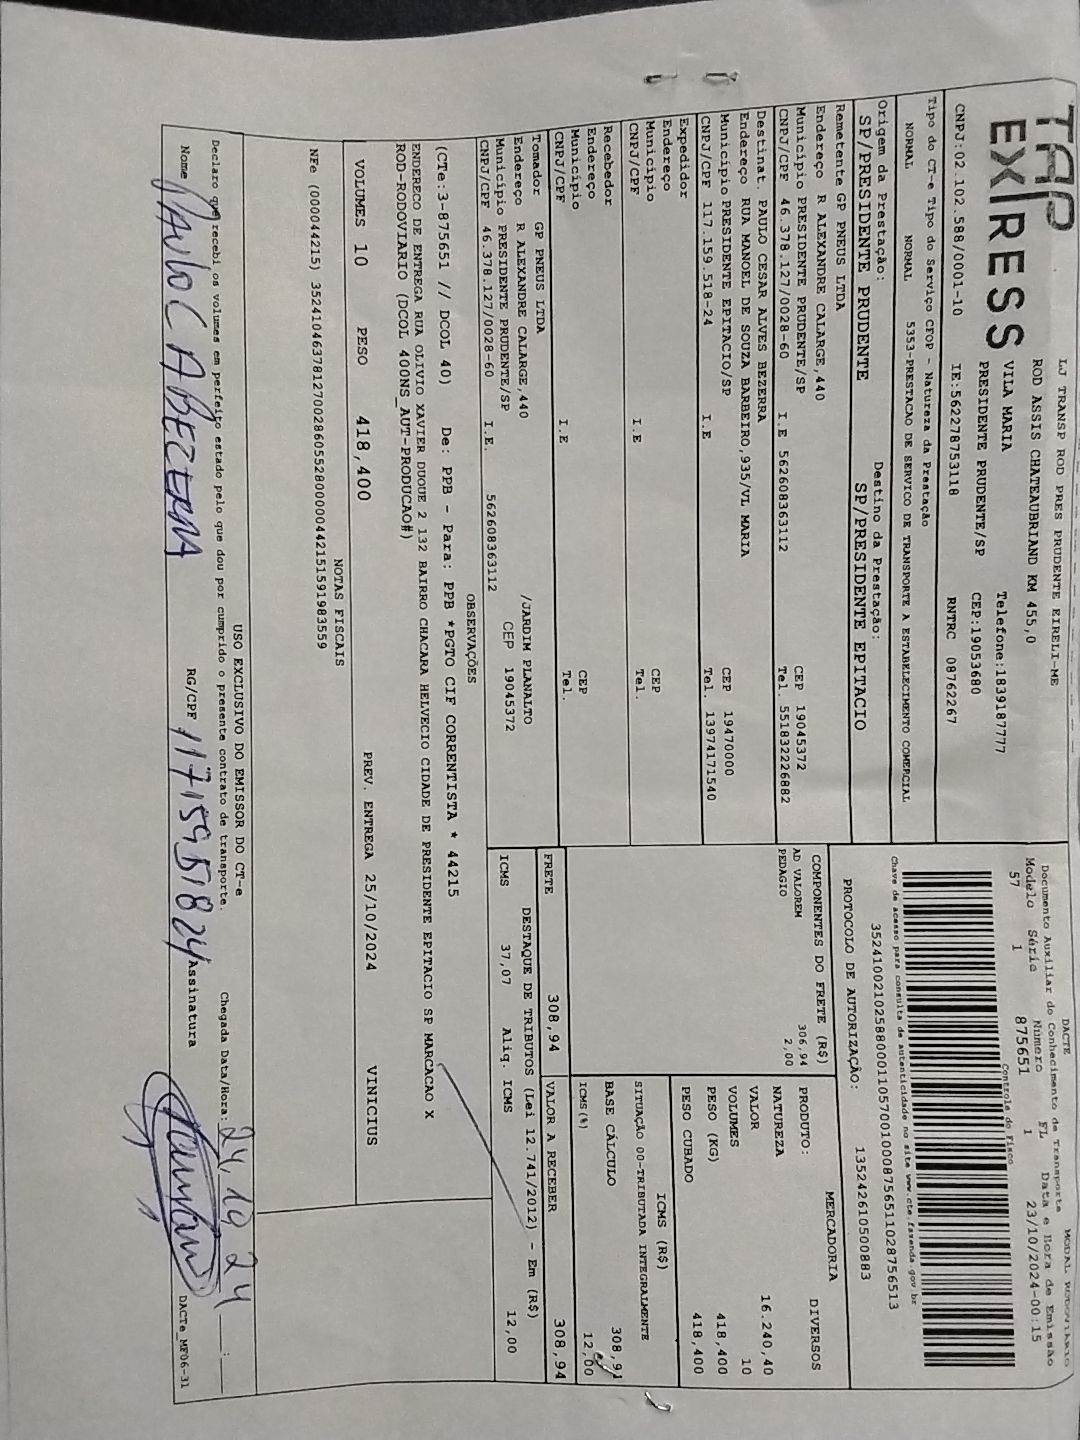 TAP
EXPRESS
LJ TRANSP ROD PRES PRUDENTE EIRELI-ME
ROD ASSIS CHATEAUBRIAND KM 455,0
VILA MARIA Telefone:1839187777
PRESIDENTE PRUDENTE/SP CEP:19053680
CNPJ:02.102.588/0001-10 IE:562278753118 RNTRC 08762267
DACTE MODAL RODOVIARIO
Documento Auxiliar do Conhecimento de Transporte
Modelo Série Número FL Data e Hora de Emissão
57 1 875651 1 23/10/2024-00:15
Controle do Fisco
Chave de acesso para consulta de autenticidade no site www.cte.fazenda.gov.br
35241002102588000110570010008756511028756513
PROTOCOLO DE AUTORIZAÇÃO: 135242610500883
Tipo do CT-e Tipo do Serviço CFOP - Natureza da Prestação
NORMAL NORMAL 5353-PRESTACAO DE SERVICO DE TRANSPORTE A ESTABELECIMENTO COMERCIAL
Origem da Prestação: Destino da Prestação:
SP/PRESIDENTE PRUDENTE SP/PRESIDENTE EPITACIO
Remetente GP PNEUS LTDA
Endereço R ALEXANDRE CALARGE,440
Município PRESIDENTE PRUDENTE/SP CEP 19045372
CNPJ/CPF 46.378.127/0028-60 I.E 562608363112 Tel. 551832226882
Destinat. PAULO CESAR ALVES BEZERRA
Endereço RUA MANOEL DE SOUZA BARBEIRO,935/VL MARIA
Município PRESIDENTE EPITACIO/SP CEP 19470000
CNPJ/CPF 117.159.518-24 I.E Tel. 13974171540
Expedidor
Endereço
Município CEP
CNPJ/CPF I.E Tel.
Recebedor
Endereço
Município CEP
CNPJ/CPF I.E Tel.
Tomador GP PNEUS LTDA
Endereço R ALEXANDRE CALARGE,440 /JARDIM PLANALTO
Município PRESIDENTE PRUDENTE/SP CEP 19045372
CNPJ/CPF 46.378.127/0028-60 I.E. 562608363112
COMPONENTES DO FRETE (R$)
AD VALOREM 306,94
PEDAGIO 2,00
MERCADORIA
PRODUTO: DIVERSOS
NATUREZA
VALOR 16.240,40
VOLUMES 10
PESO (KG) 418,400
PESO CUBADO 418,400
ICMS (R$)
SITUAÇÃO 00-TRIBUTADA INTEGRALMENTE
BASE CÁLCULO 308,94
ICMS(%) 12,00
FRETE 308,94 VALOR A RECEBER 308,94
DESTAQUE DE TRIBUTOS (Lei 12.741/2012) - Em (R$)
ICMS 37,07 Aliq. ICMS 12,00
OBSERVAÇÕES
(CTe:3-875651 // DCOL 40) De: PPB - Para: PPB *PGTO CIF CORRENTISTA * 44215
ENDERECO DE ENTREGA RUA OLIVIO XAVIER DUQUE 2 132 BAIRRO CHACARA HELVECIO CIDADE DE PRESIDENTE EPITACIO SP MARCACAO X
ROD-RODOVIARIO (DCOL 400NS_AUT-PRODUCAO#)
VOLUMES 10 PESO 418,400 PREV. ENTREGA 25/10/2024 VINICIUS
NOTAS FISCAIS
NFe (000044215) 35241046378127002860552800000442151591983559
USO EXCLUSIVO DO EMISSOR DO CT-e
Declaro que recebi os volumes em perfeito estado pelo que dou por cumprido o presente contrato de transporte. Chegada Data/Hora: 24, 10 24 :
Nome PAULO C A BEZERRA RG/CPF 11715951824 Assinatura
DACTe_MF06-31